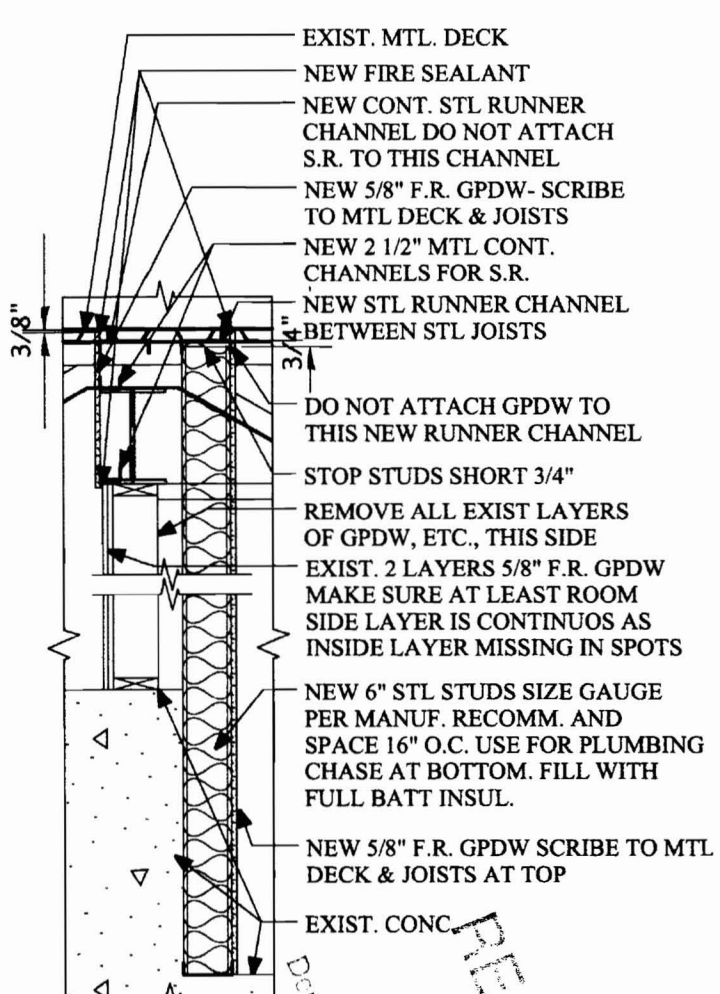 EXIST. MTL. DECK
NEW FIRE SEALANT
NEW CONT. STL RUNNER
CHANNEL DO NOT ATTACH
S.R. TO THIS CHANNEL
NEW 5/8" F.R. GPDW- SCRIBE
TO MTL DECK & JOISTS
NEW 2 1/2" MTL CONT.
CHANNELS FOR S.R.
NEW STL RUNNER CHANNEL
BETWEEN STL JOISTS
3/8"
3/4"
DO NOT ATTACH GPDW TO
THIS NEW RUNNER CHANNEL
STOP STUDS SHORT 3/4"
REMOVE ALL EXIST LAYERS
OF GPDW, ETC., THIS SIDE
EXIST. 2 LAYERS 5/8" F.R. GPDW
MAKE SURE AT LEAST ROOM
SIDE LAYER IS CONTINUOS AS
INSIDE LAYER MISSING IN SPOTS
NEW 6" STL STUDS SIZE GAUGE
PER MANUF. RECOMM. AND
SPACE 16" O.C. USE FOR PLUMBING
CHASE AT BOTTOM. FILL WITH
FULL BATT INSUL.
NEW 5/8" F.R. GPDW SCRIBE TO MTL
DECK & JOISTS AT TOP
EXIST. CONC.